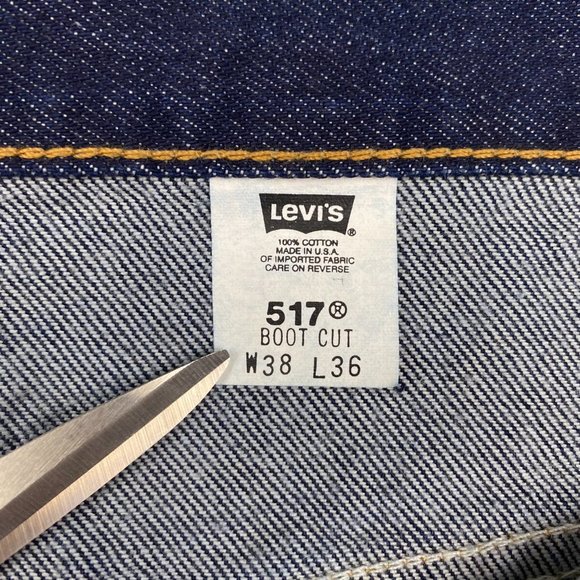 Levi's
®
100% COTTON
MADE IN U.S.A.
OF IMPORTED FABRIC
CARE ON REVERSE
517®
BOOT CUT
W38 L36